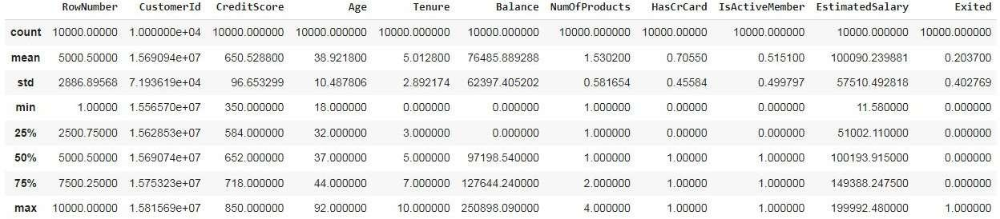 RowNumber CustomerId CreditScore Age Tenure Balance NumOfProducts HasCrCard IsActiveMember EstimatedSalary Exited
count 10000.00000 1.000000e+04 10000.000000 10000.000000 10000.000000 10000.000000 10000.000000 10000.00000 10000.000000 10000.000000 10000.000000
mean 5000.50000 1.569094e+07 650.528800 38.921800 5.012800 76485.889288 1.530200 0.70550 0.515100 100090.239881 0.203700
std 2886.89568 7.193619e+04 96.653299 10.487806 2.892174 62397.405202 0.581654 0.45584 0.499797 57510.492818 0.402769
min 1.00000 1.556570e+07 350.000000 18.000000 0.000000 0.000000 1.000000 0.00000 0.000000 11.580000 0.000000
25% 2500.75000 1.562853e+07 584.000000 32.000000 3.000000 0.000000 1.000000 0.00000 0.000000 51002.110000 0.000000
50% 5000.50000 1.569074e+07 652.000000 37.000000 5.000000 97198.540000 1.000000 1.00000 1.000000 100193.915000 0.000000
75% 7500.25000 1.575323e+07 718.000000 44.000000 7.000000 127644.240000 2.000000 1.00000 1.000000 149388.247500 0.000000
max 10000.00000 1.581569e+07 850.000000 92.000000 10.000000 250898.090000 4.000000 1.00000 1.000000 199992.480000 1.000000